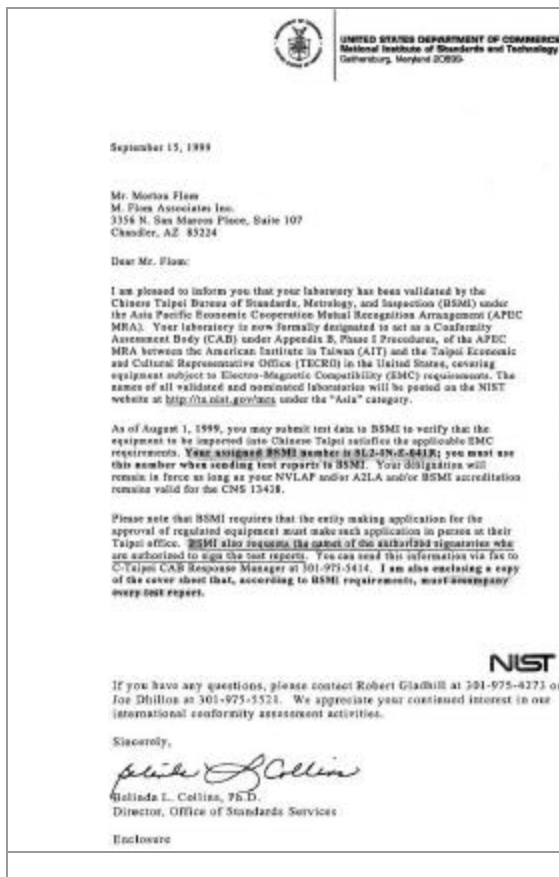 UNITED STATES DEPARTMENT OF COMMERCE
National Institute of Standards and Technology
Gaithersburg, Maryland 20899-
September 15, 1999
Mr. Morton Flom
M. Flom Associates Inc.
3356 N. San Marcos Place, Suite 107
Chandler, AZ 85224
Dear Mr. Flom:
I am pleased to inform you that your laboratory has been validated by the
Chinese Taipei Bureau of Standards, Metrology, and Inspection (BSMI) under
the Asia Pacific Economic Cooperation Mutual Recognition Arrangement (APEC
MRA). Your laboratory is now formally designated to act as a Conformity
Assessment Body (CAB) under Appendix B, Phase I Procedures, of the APEC
MRA between the American Institute in Taiwan (AIT) and the Taipei Economic
and Cultural Representative Office (TECRO) in the United States, covering
equipment subject to Electro-Magnetic Compatibility (EMC) requirements. The
names of all validated and nominated laboratories will be posted on the NIST
website at http://ts.nist.gov/mra under the "Asia" category.
As of August 1, 1999, you may submit test data to BSMI to verify that the
equipment to be imported into Chinese Taipei satisfies the applicable EMC
requirements. Your assigned BSMI number is SL2-IN-E-041R; you must use
this number when sending test reports to BSMI. Your designation will
remain in force as long as your NVLAP and/or A2LA and/or BSMI accreditation
remains valid for the CNS 13438.
Please note that BSMI requires that the entity making application for the
approval of regulated equipment must make such application in person at their
Taipei office. BSMI also requests the names of the authorized signatories who
are authorized to sign the test reports. You can send this information via fax to
C-Taipei CAB Response Manager at 301-975-5414. I am also enclosing a copy
of the cover sheet that, according to BSMI requirements, must accompany
every test report.
NIST
If you have any questions, please contact Robert Gladhill at 301-975-4273 or
Joe Dhillon at 301-975-5521. We appreciate your continued interest in our
international conformity assessment activities.
Sincerely,
Belinda L Collins
Belinda L. Collins, Ph.D.
Director, Office of Standards Services
Enclosure